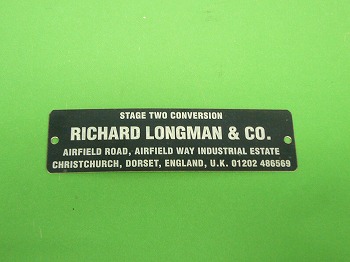 STAGE TWO CONVERSION
RICHARD LONGMAN & CO.
AIRFIELD ROAD, AIRFIELD WAY INDUSTRIAL ESTATE
CHRISTCHURCH, DORSET, ENGLAND, U.K. 01202 486569